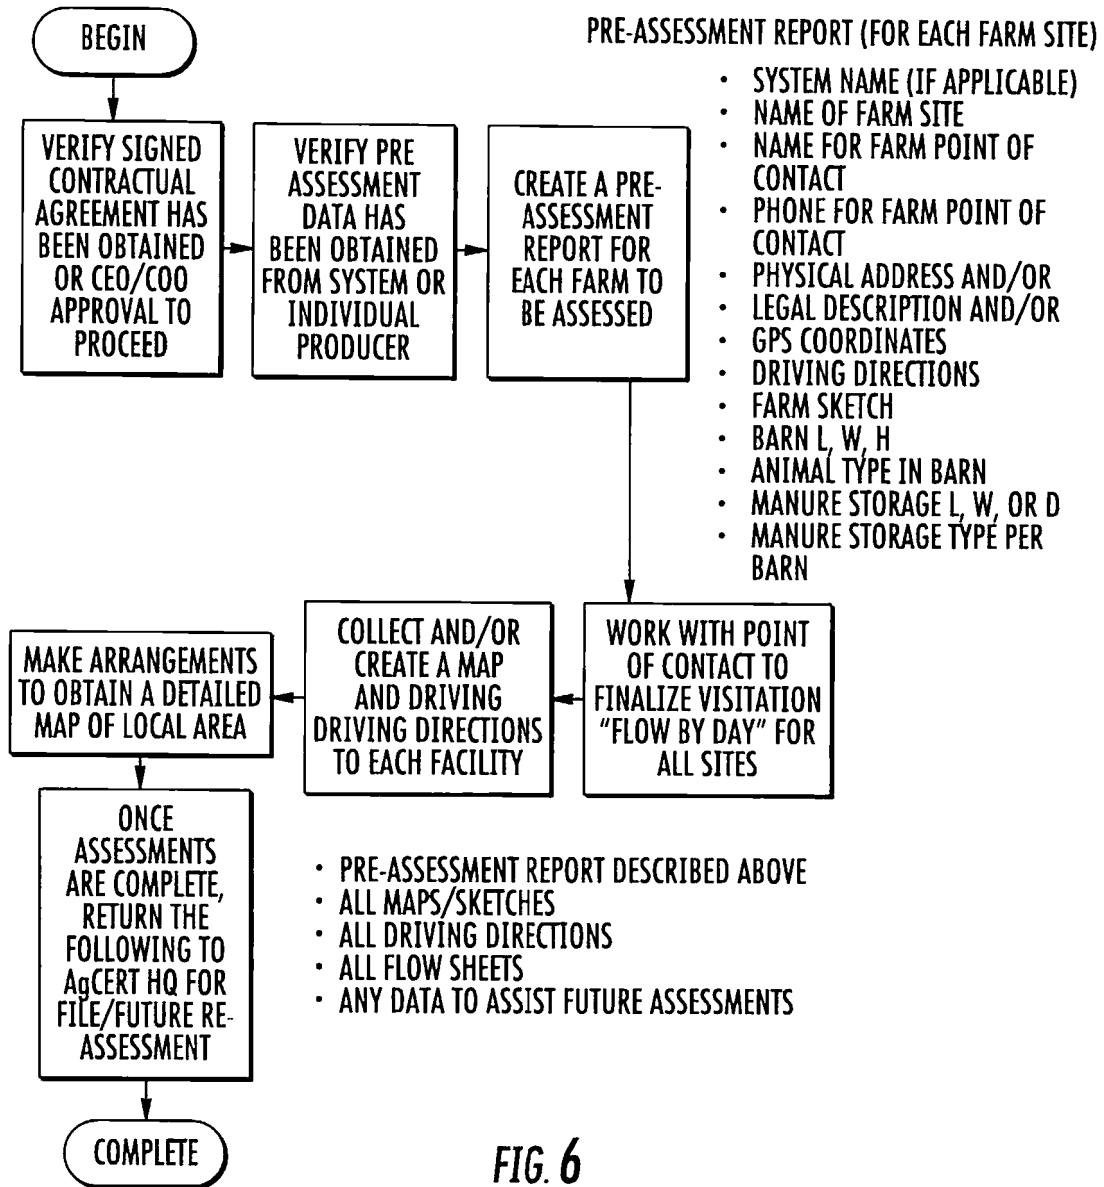 BEGIN
PRE-ASSESSMENT REPORT (FOR EACH FARM SITE)
• SYSTEM NAME (IF APPLICABLE)
• NAME OF FARM SITE
• NAME FOR FARM POINT OF
CONTACT
• PHONE FOR FARM POINT OF
CONTACT
• PHYSICAL ADDRESS AND/OR
• LEGAL DESCRIPTION AND/OR
• GPS COORDINATES
• DRIVING DIRECTIONS
• FARM SKETCH
• BARN L, W, H
• ANIMAL TYPE IN BARN
• MANURE STORAGE L, W, OR D
• MANURE STORAGE TYPE PER
BARN
VERIFY SIGNED
CONTRACTUAL
AGREEMENT HAS
BEEN OBTAINED
OR CEO/COO
APPROVAL TO
PROCEED
VERIFY PRE
ASSESSMENT
DATA HAS
BEEN OBTAINED
FROM SYSTEM OR
INDIVIDUAL
PRODUCER
CREATE A PRE-
ASSESSMENT
REPORT FOR
EACH FARM TO
BE ASSESSED
WORK WITH POINT
OF CONTACT TO
FINALIZE VISITATION
"FLOW BY DAY" FOR
ALL SITES
COLLECT AND/OR
CREATE A MAP
AND DRIVING
DRIVING DIRECTIONS
TO EACH FACILITY
MAKE ARRANGEMENTS
TO OBTAIN A DETAILED
MAP OF LOCAL AREA
ONCE
ASSESSMENTS
ARE COMPLETE,
RETURN THE
FOLLOWING TO
AgCERT HQ FOR
FILE/FUTURE RE-
ASSESSMENT
• PRE-ASSESSMENT REPORT DESCRIBED ABOVE
• ALL MAPS/SKETCHES
• ALL DRIVING DIRECTIONS
• ALL FLOW SHEETS
• ANY DATA TO ASSIST FUTURE ASSESSMENTS
COMPLETE
FIG. 6